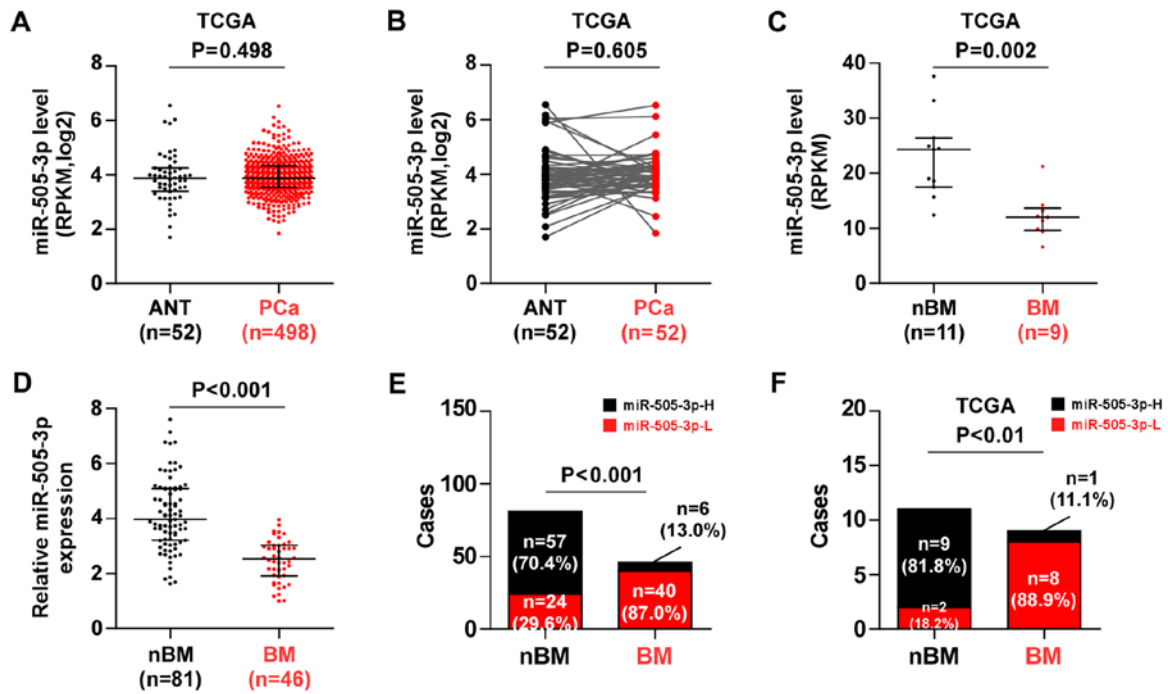 A
TCGA
P=0.498
miR-505-3p level
(RPKM,log2)
8
6
4
2
0
ANT
(n=52)
PCa
(n=498)
B
TCGA
P=0.605
miR-505-3p level
(RPKM,log2)
8
6
4
2
0
ANT
(n=52)
PCa
(n=52)
C
TCGA
P=0.002
miR-505-3p level
(RPKM)
40
30
20
10
0
nBM
(n=11)
BM
(n=9)
D
P<0.001
Relative miR-505-3p
expression
8
6
4
2
0
nBM
(n=81)
BM
(n=46)
E
miR-505-3p-H
miR-505-3p-L
P<0.001
Cases
150
100
50
0
n=57
(70.4%)
n=24
(29.6%)
n=6
(13.0%)
n=40
(87.0%)
nBM
BM
F
TCGA
P<0.01
miR-505-3p-H
miR-505-3p-L
Cases
20
15
10
5
0
n=9
(81.8%)
n=2
(18.2%)
n=1
(11.1%)
n=8
(88.9%)
nBM
BM